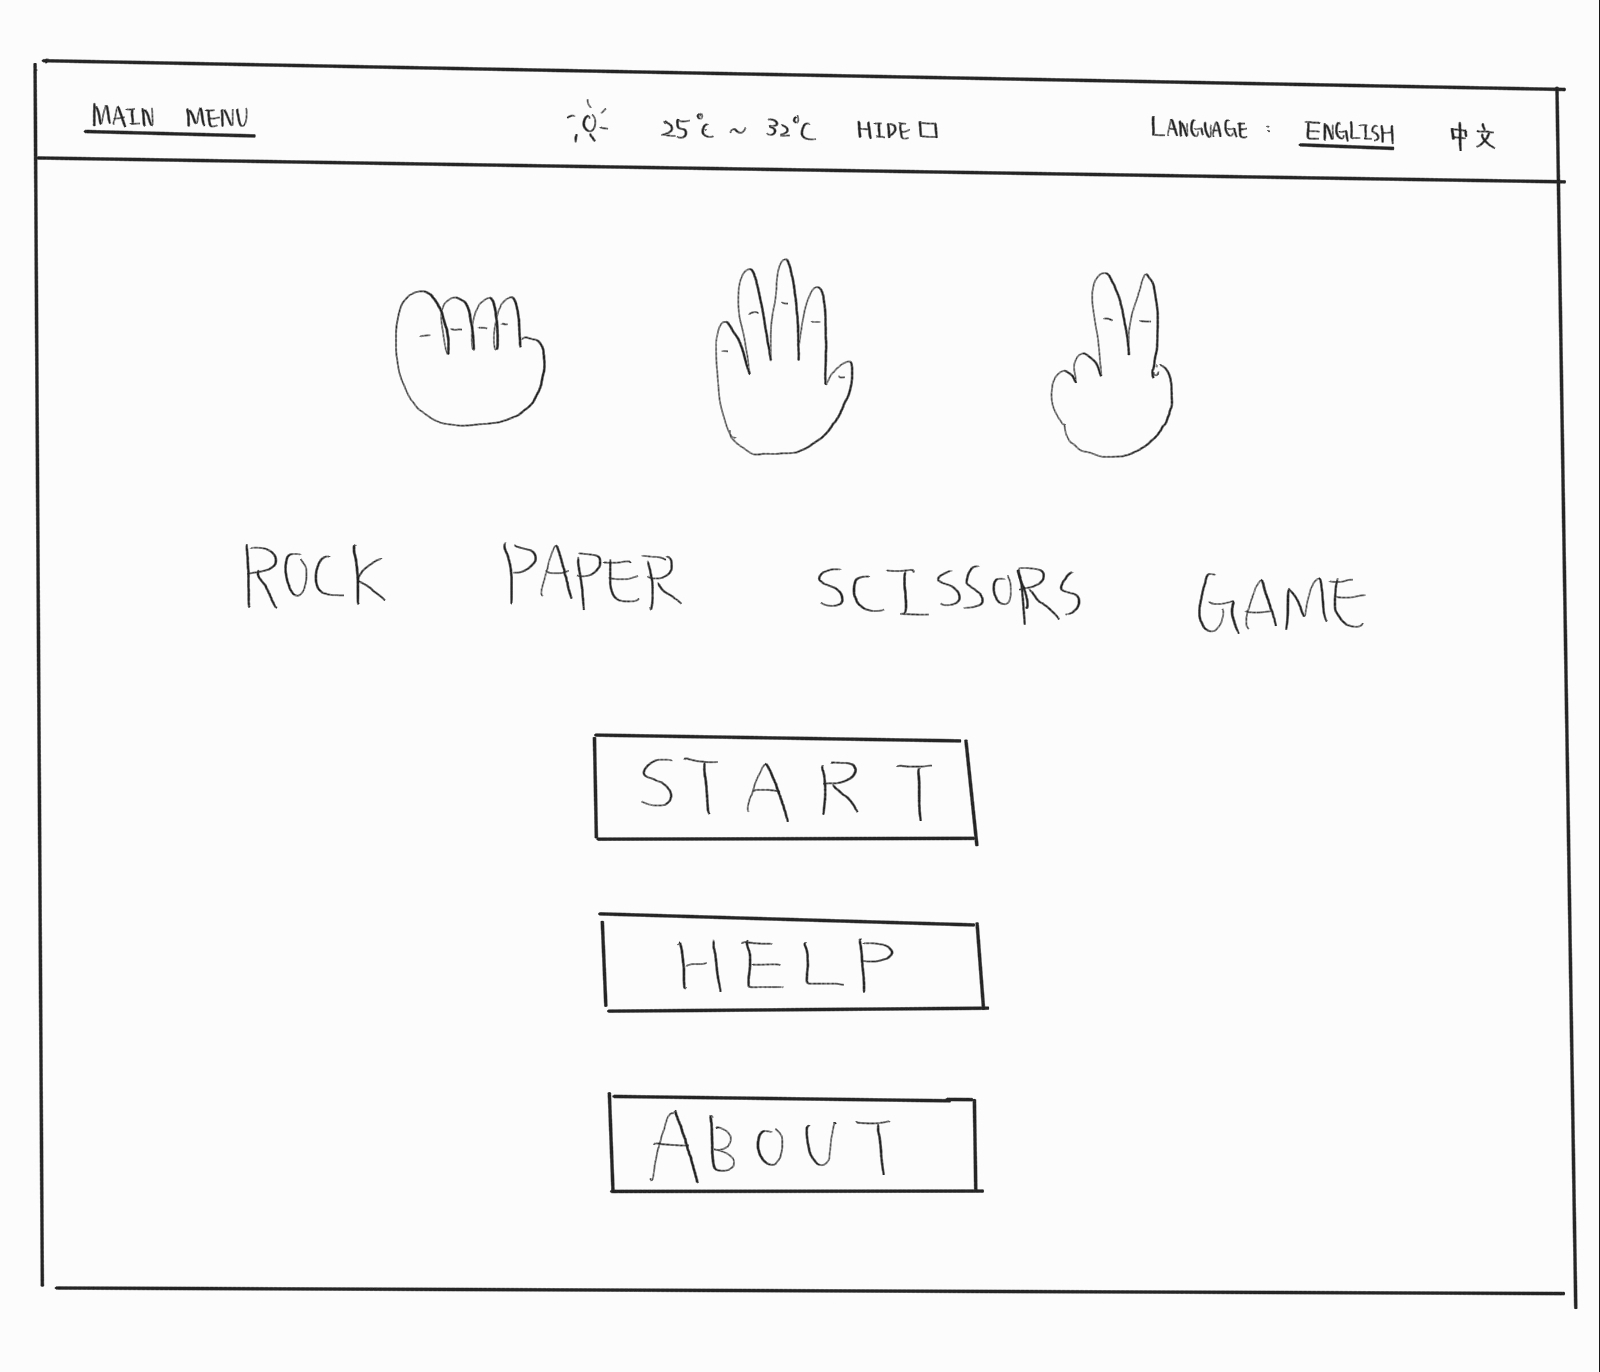 MAIN MENU 25°C ~ 32°C HIDE LANGUAGE : ENGLISH 中文
ROCK PAPER SCISSORS GAME
START
HELP
ABOUT